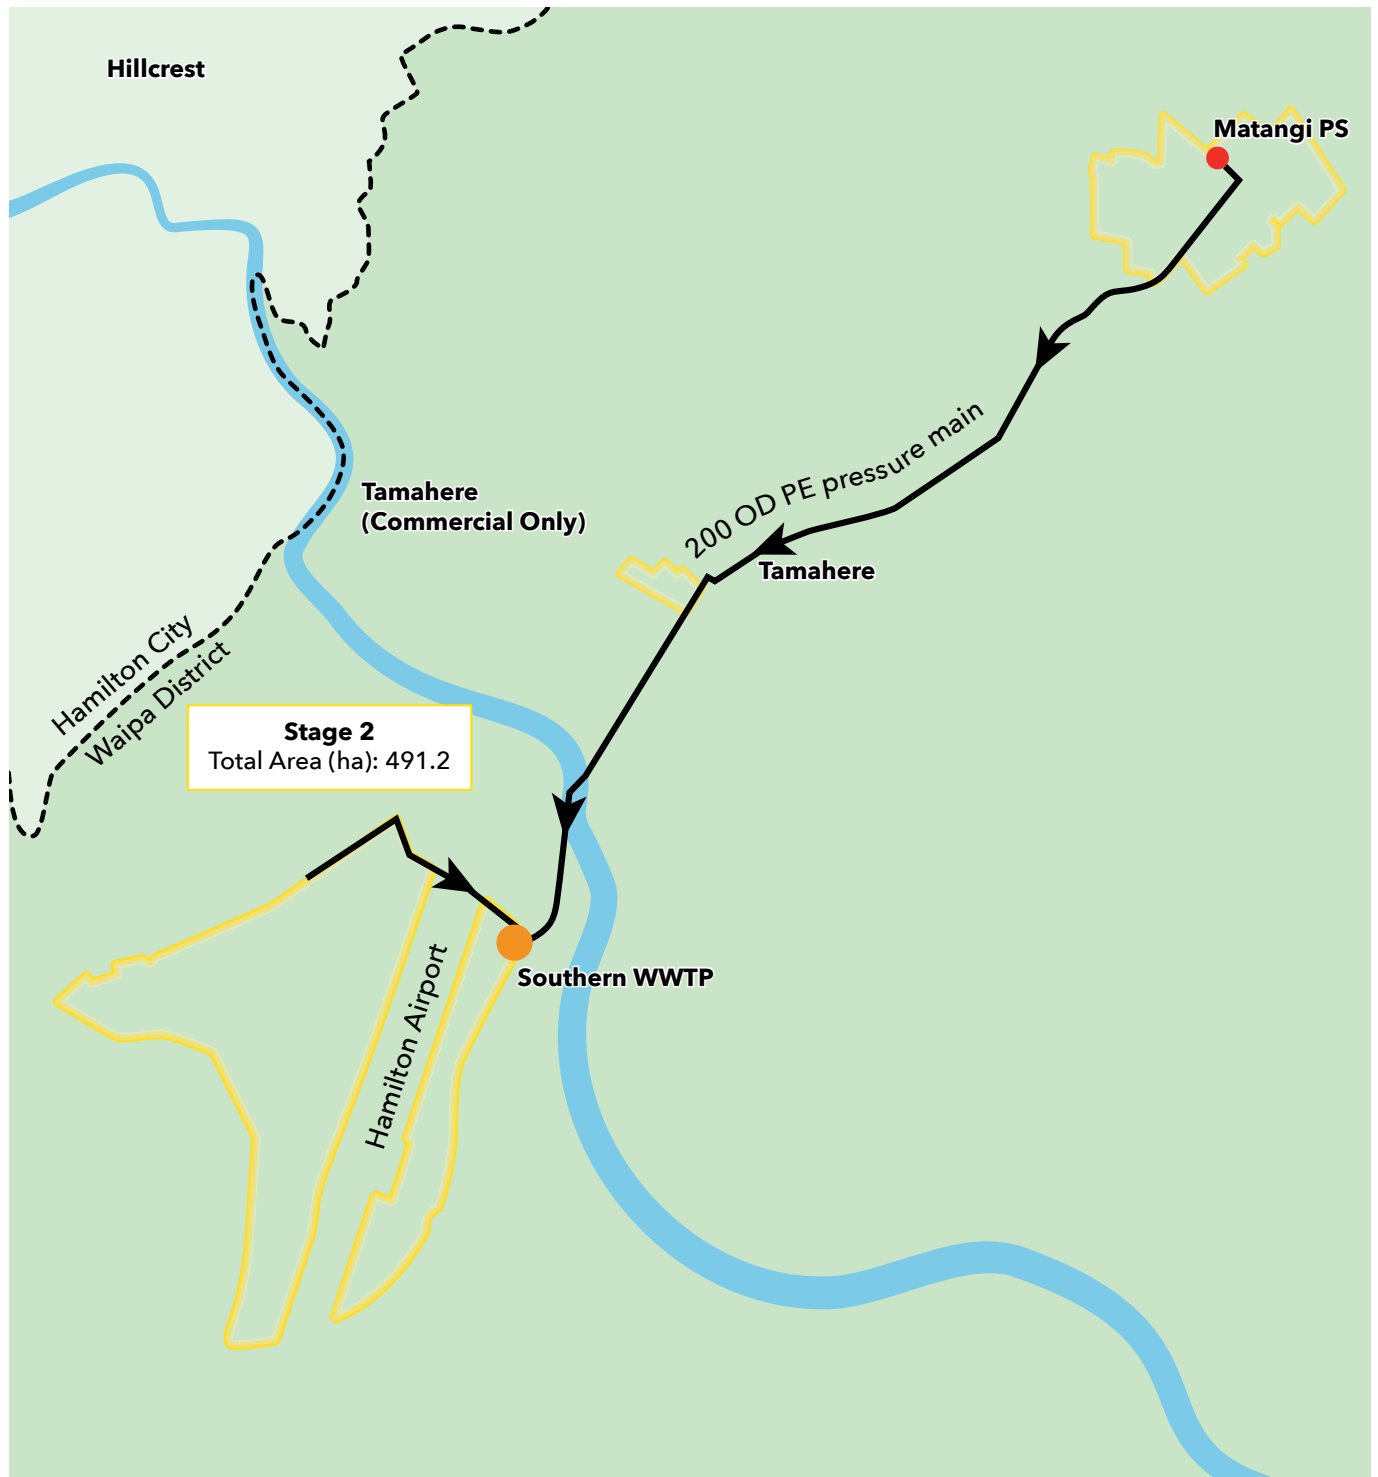 Hillcrest
Matangi PS
200 OD PE pressure main
Tamahere
(Commercial Only)
Tamahere
Hamilton City
Waipa District
Stage 2
Total Area (ha): 491.2
Hamilton Airport
Southern WWTP